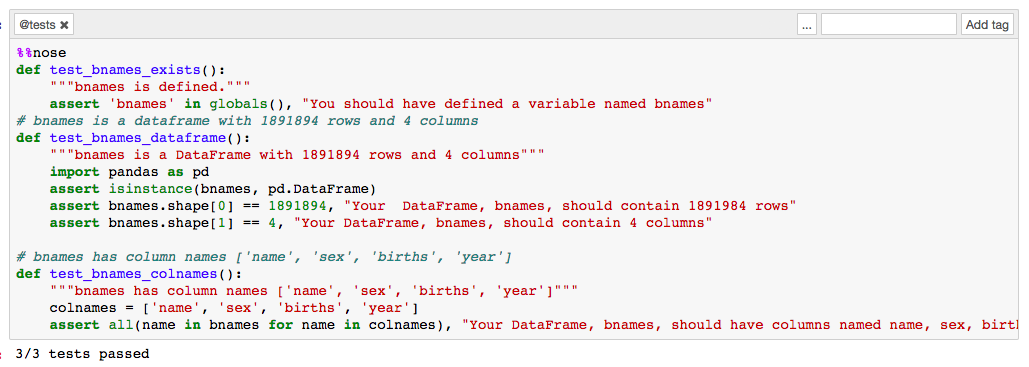 @tests ✖ ... Add tag
%%nose
def test_bnames_exists():
    """bnames is defined."""
    assert 'bnames' in globals(), "You should have defined a variable named bnames"
# bnames is a dataframe with 1891894 rows and 4 columns
def test_bnames_dataframe():
    """bnames is a DataFrame with 1891894 rows and 4 columns"""
    import pandas as pd
    assert isinstance(bnames, pd.DataFrame)
    assert bnames.shape[0] == 1891894, "Your  DataFrame, bnames, should contain 1891984 rows"
    assert bnames.shape[1] == 4, "Your DataFrame, bnames, should contain 4 columns"
# bnames has column names ['name', 'sex', 'births', 'year']
def test_bnames_colnames():
    """bnames has column names ['name', 'sex', 'births', 'year']"""
    colnames = ['name', 'sex', 'births', 'year']
    assert all(name in bnames for name in colnames), "Your DataFrame, bnames, should have columns named name, sex, birt
3/3 tests passed